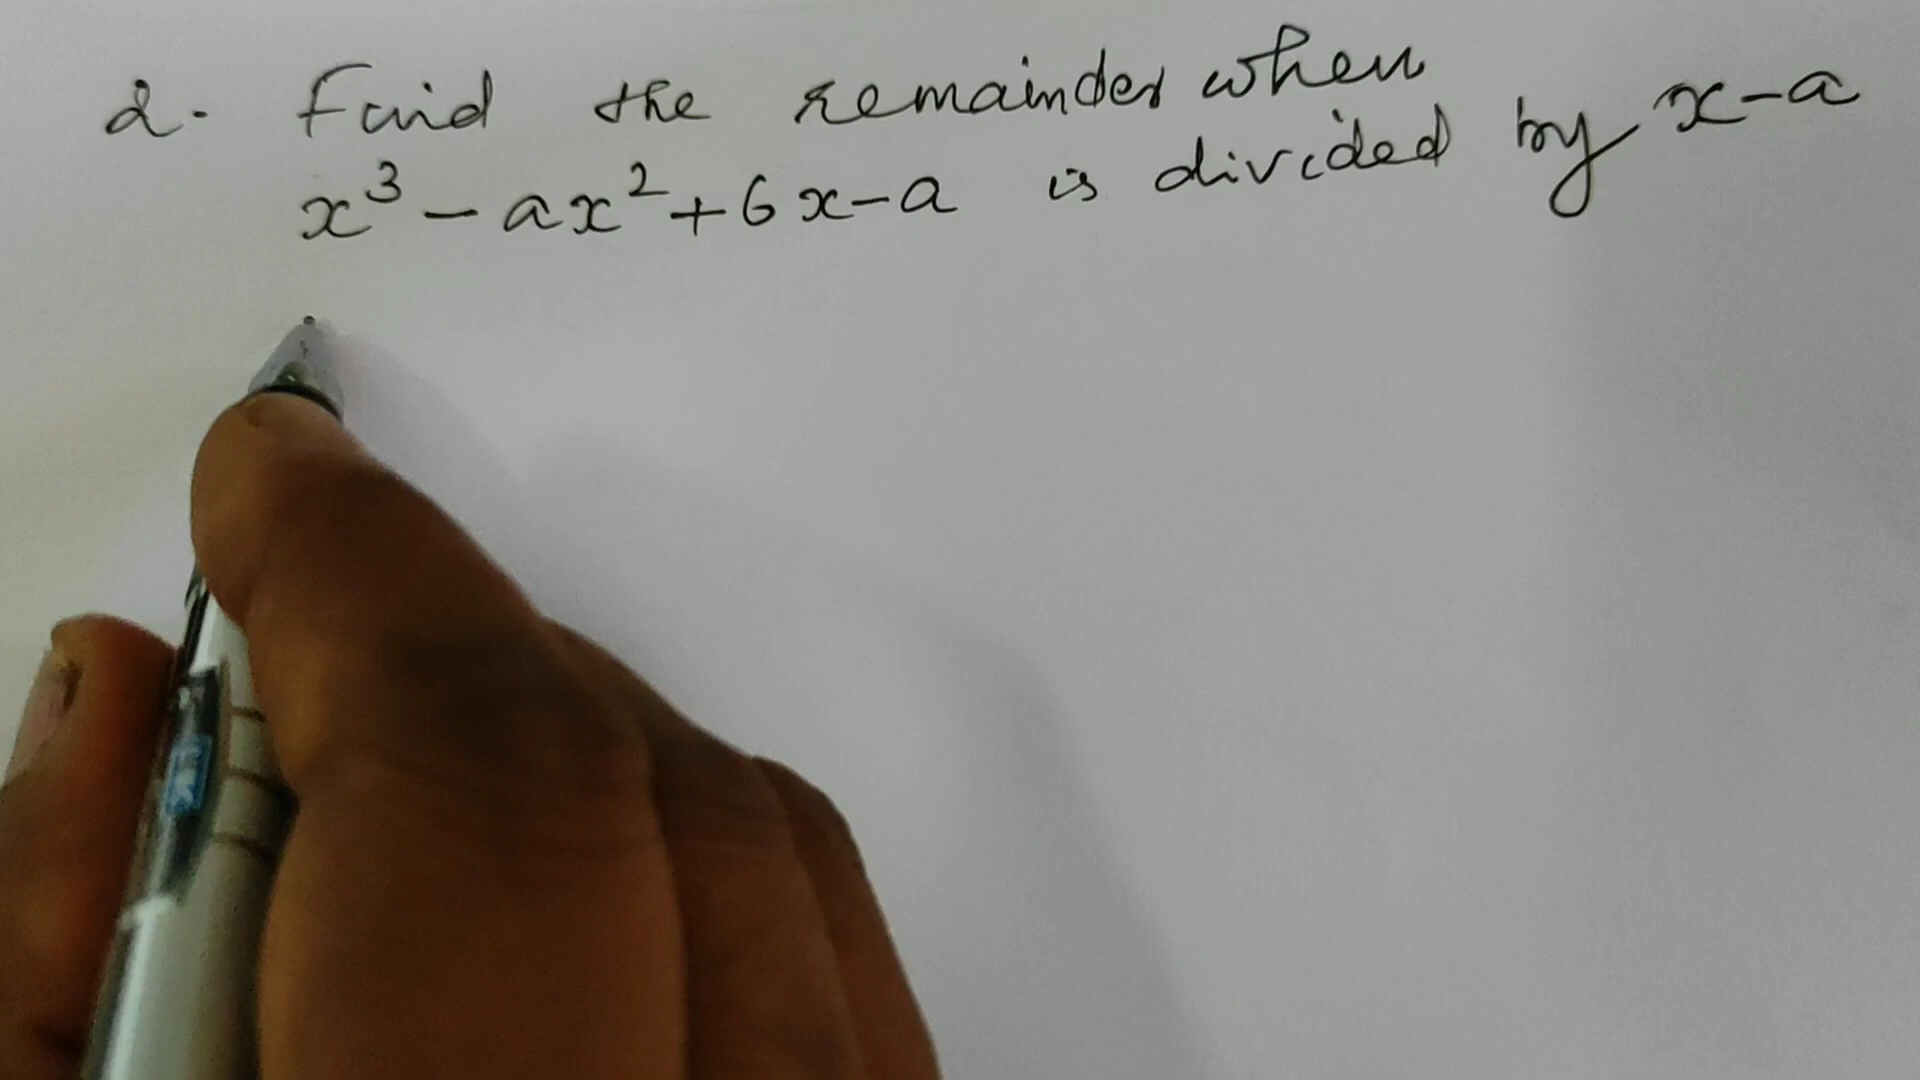 2. Find the remainder when
x³ - ax² + 6x - a is divided by x - a